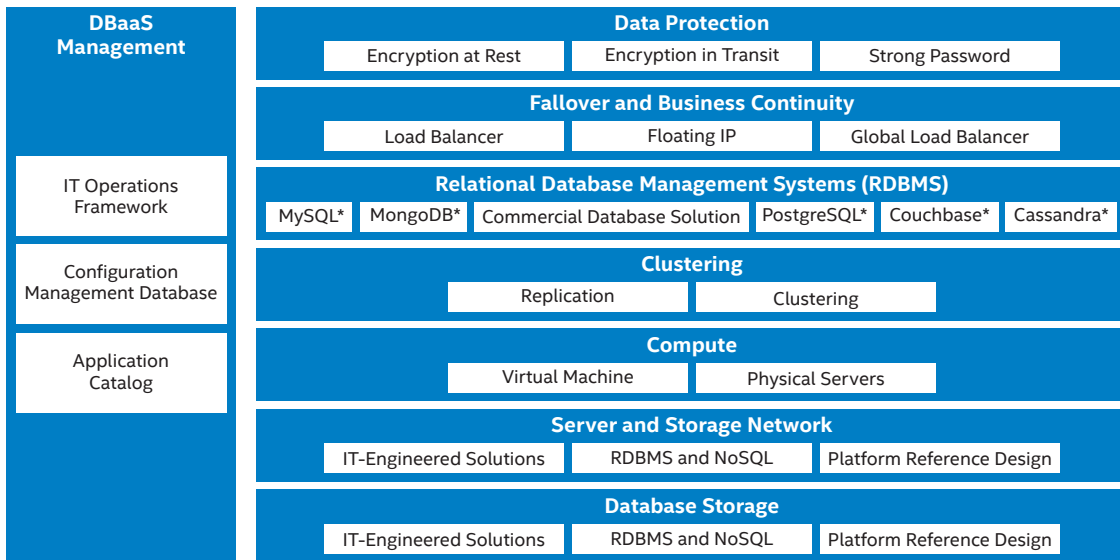 DBaaS
Management
IT Operations
Framework
Configuration
Management Database
Application
Catalog
Data Protection
Encryption at Rest
Encryption in Transit
Strong Password
Fallover and Business Continuity
Load Balancer
Floating IP
Global Load Balancer
Relational Database Management Systems (RDBMS)
MySQL*
MongoDB*
Commercial Database Solution
PostgreSQL*
Couchbase*
Cassandra*
Clustering
Replication
Clustering
Compute
Virtual Machine
Physical Servers
Server and Storage Network
IT-Engineered Solutions
RDBMS and NoSQL
Platform Reference Design
Database Storage
IT-Engineered Solutions
RDBMS and NoSQL
Platform Reference Design